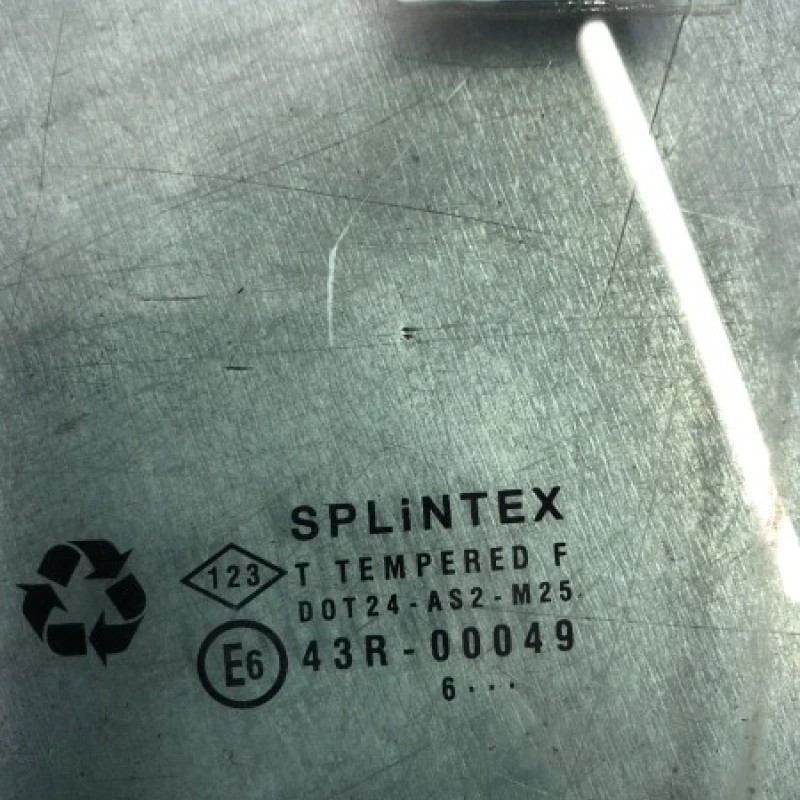 SPLiNTEX
123 T TEMPERED F
DOT24-AS2-M25
E6 43R-00049
6...